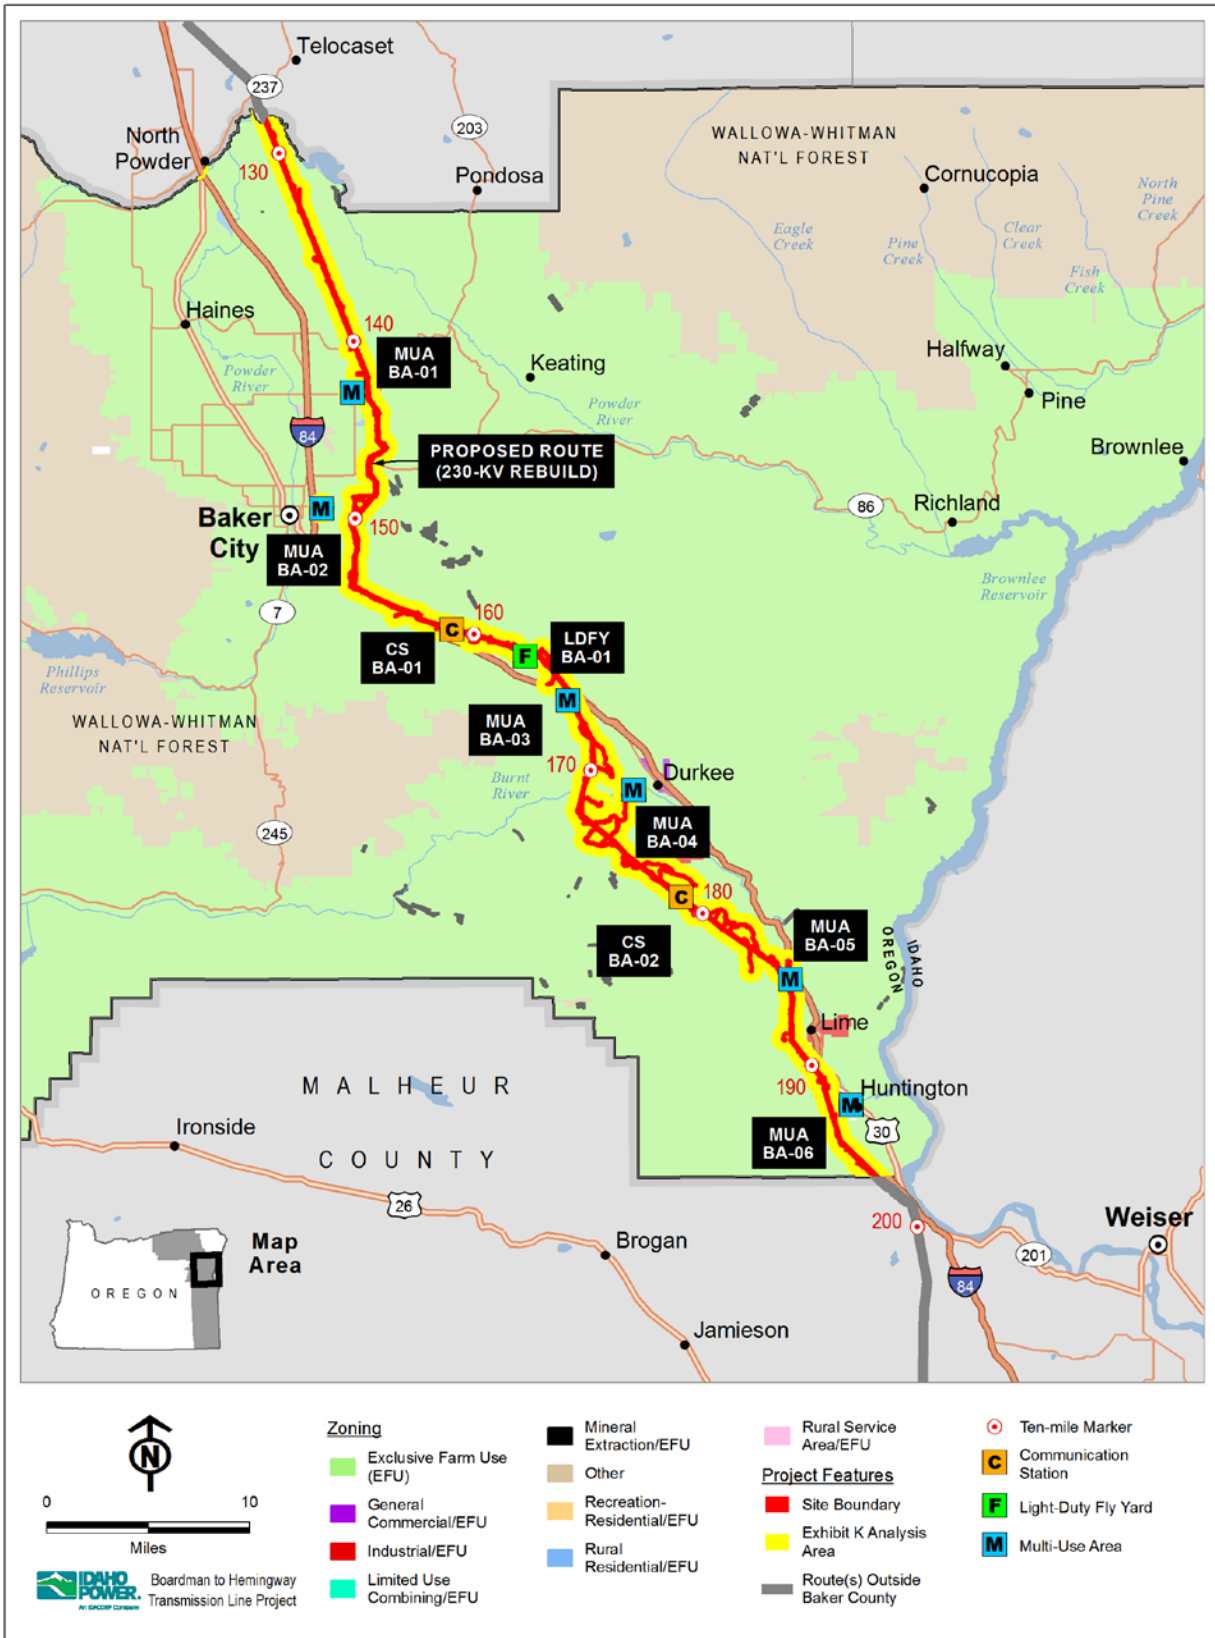 Telocaset
237
North
Powder
203
130
Pondosa
WALLOWA-WHITMAN
NAT'L FOREST
Cornucopia
North
Pine
Creek
Eagle
Creek
Pine
Creek
Clear
Creek
Fish
Creek
Haines
140
MUA
BA-01
Keating
Halfway
Pine
Powder
River
Powder
River
84
PROPOSED ROUTE
(230-KV REBUILD)
Brownlee
M
Richland
86
Baker
City
M
150
MUA
BA-02
Brownlee
Reservoir
7
160
C
CS
BA-01
F
LDFY
BA-01
Phillips
Reservoir
M
MUA
BA-03
WALLOWA-WHITMAN
NAT'L FOREST
170
Durkee
Burnt
River
M
MUA
BA-04
245
180
C
CS
BA-02
MUA
BA-05
IDAHO
OREGON
M
Lime
190
MALHEUR
COUNTY
Huntington
M
30
MUA
BA-06
Ironside
26
200
Weiser
201
Brogan
84
Map
Area
OREGON
Jamieson
N
0 10
Miles
IDAHO
POWER.
An IDACORP Company
Boardman to Hemingway
Transmission Line Project
Zoning
Exclusive Farm Use
(EFU)
General
Commercial/EFU
Industrial/EFU
Limited Use
Combining/EFU
Mineral
Extraction/EFU
Other
Recreation-
Residential/EFU
Rural
Residential/EFU
Rural Service
Area/EFU
Project Features
Site Boundary
Exhibit K Analysis
Area
Route(s) Outside
Baker County
Ten-mile Marker
C
Communication
Station
F
Light-Duty Fly Yard
M
Multi-Use Area